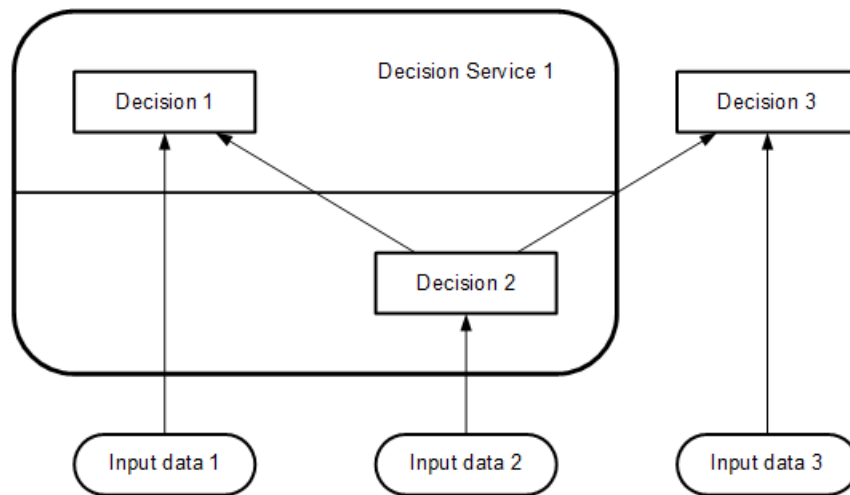 Decision Service 1
Decision 1
Decision 3
Decision 2
Input data 1
Input data 2
Input data 3